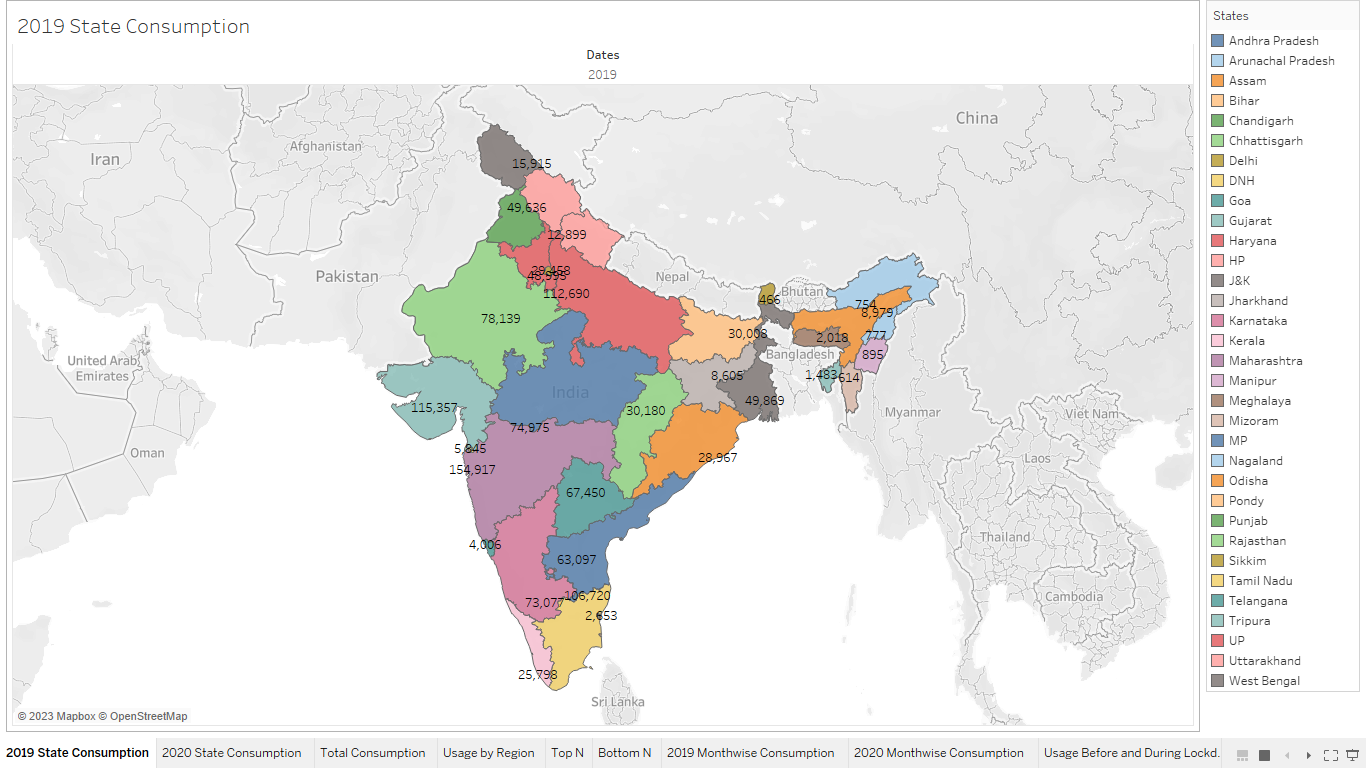 2019 State Consumption
Dates
2019
China
Iran
Afghanistan
15,915
49,636
12,899
29,458
Pakistan
Nepal
112,690
466
Bhutan
754
8,979
78,139
30,008
2,018
777
United Arab
Emirates
Bangladesh
895
8,605
1,483
614
India
115,357
30,180
49,869
Myanmar
Viet Nam
74,975
Oman
5,845
154,917
28,967
Laos
67,450
4,006
Thailand
63,097
106,720
73,077
2,653
Cambodia
25,798
Sri Lanka
© 2023 Mapbox © OpenStreetMap
States
Andhra Pradesh
Arunachal Pradesh
Assam
Bihar
Chandigarh
Chhattisgarh
Delhi
DNH
Goa
Gujarat
Haryana
HP
J&K
Jharkhand
Karnataka
Kerala
Maharashtra
Manipur
Meghalaya
Mizoram
MP
Nagaland
Odisha
Pondy
Punjab
Rajasthan
Sikkim
Tamil Nadu
Telangana
Tripura
UP
Uttarakhand
West Bengal
2019 State Consumption
2020 State Consumption
Total Consumption
Usage by Region
Top N
Bottom N
2019 Monthwise Consumption
2020 Monthwise Consumption
Usage Before and During Lockd..